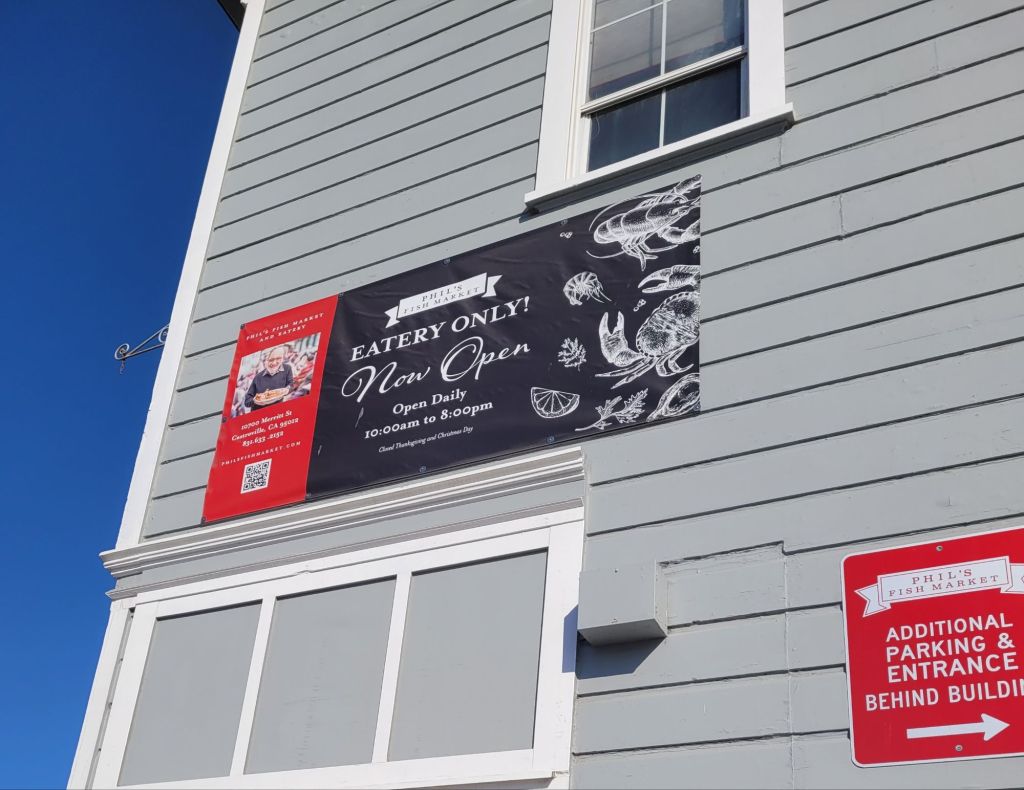 PHIL'S FISH MARKET
AND EATERY
10700 Merritt St
Castroville, CA 95012
831.633 .2152
PHILSFISHMARKET.COM
PHIL'S
FISH MARKET
EATERY ONLY!
Now Open
Open Daily
10:00am to 8:00pm
Closed Thanksgiving and Christmas Day
PHIL'S
FISH MARKET
ADDITIONAL
PARKING &
ENTRANCE
BEHIND BUILDIN